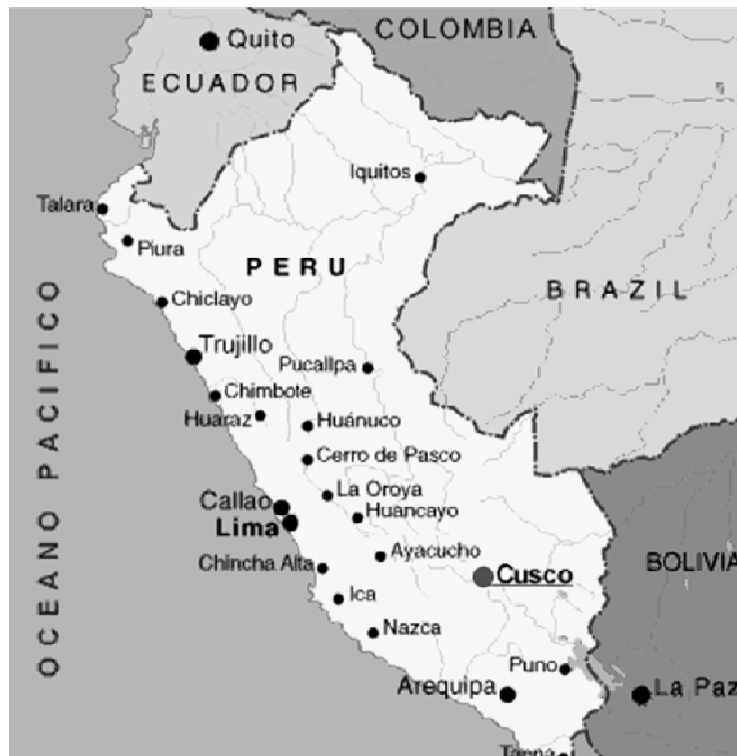 COLOMBIA
Quito
ECUADOR
Iquitos
Talara
Piura
PERU
BRAZIL
Chiclayo
OCEANO PACIFICO
Trujillo
Pucallpa
Chimbote
Huaraz
Huánuco
Cerro de Pasco
La Oroya
Callao
Huancayo
Lima
Ayacucho
Chincha Alta
BOLIVIA
Cusco
Ica
Nazca
Puno
Arequipa
La Paz